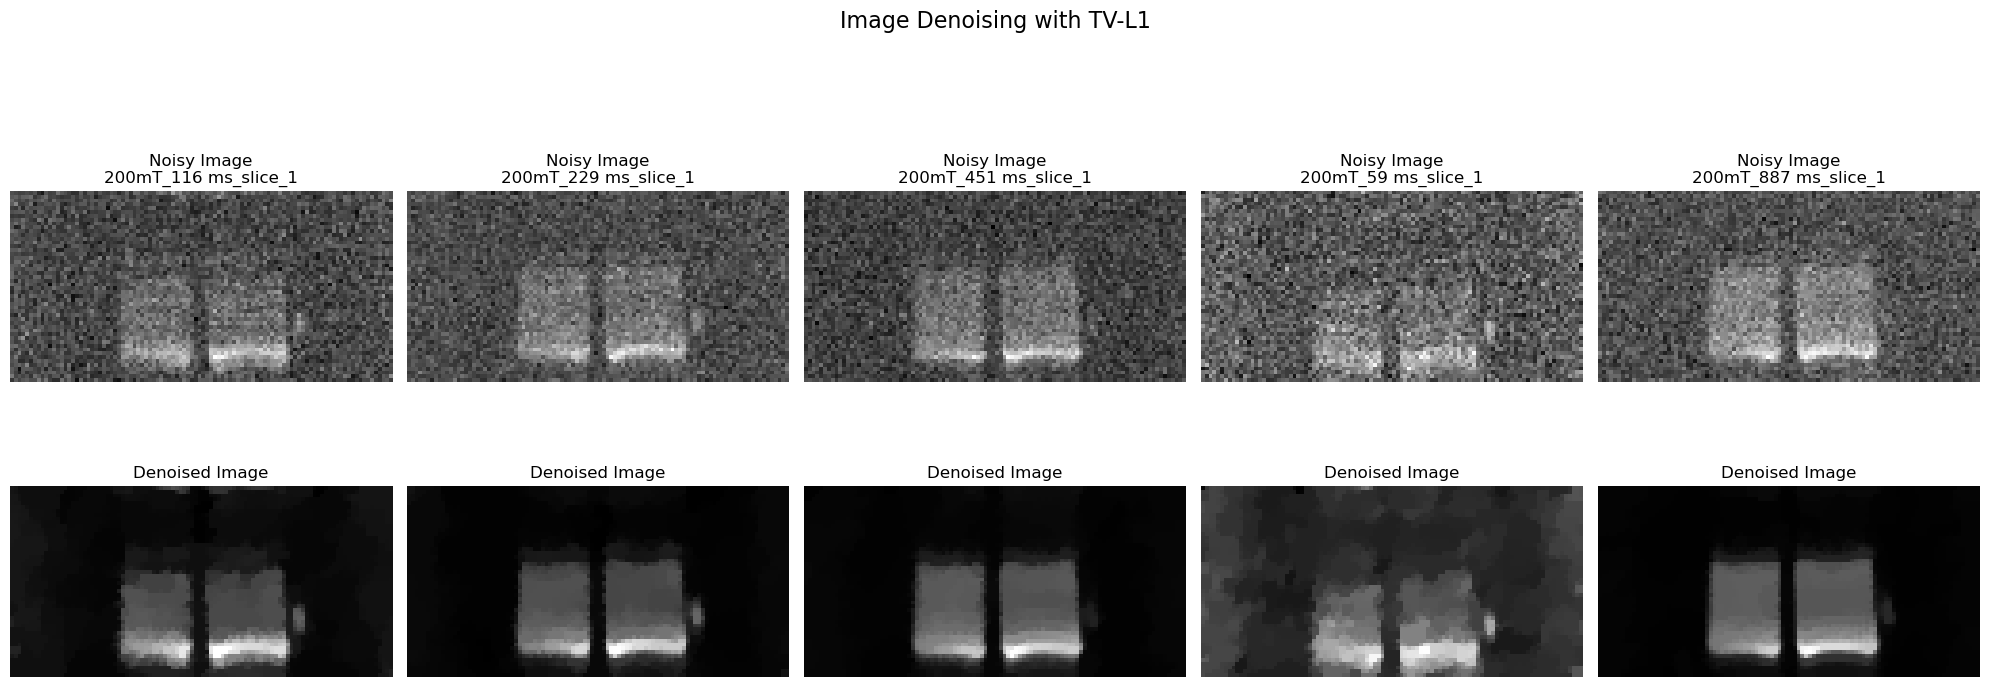 Image Denoising with TV-L1
Noisy Image
200mT_116 ms_slice_1
Noisy Image
200mT_229 ms_slice_1
Noisy Image
200mT_451 ms_slice_1
Noisy Image
200mT_59 ms_slice_1
Noisy Image
200mT_887 ms_slice_1
Denoised Image
Denoised Image
Denoised Image
Denoised Image
Denoised Image